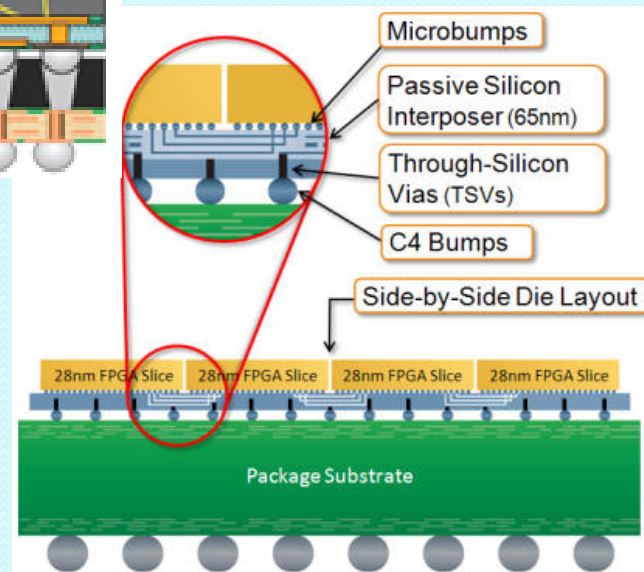 Microbumps
Passive Silicon
Interposer (65nm)
Through-Silicon
Vias (TSVs)
C4 Bumps
Side-by-Side Die Layout
28nm FPGA Slice 28nm FPGA Slice 28nm FPGA Slice 28nm FPGA Slice
Package Substrate